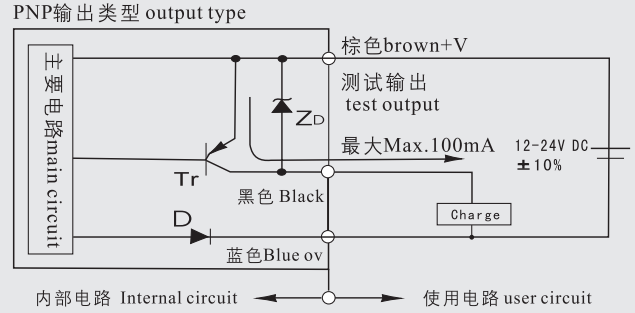 PNP输出类型 output type
棕色brown+V
主要电路main circuit
测试输出
test output
ZD
最大Max.100mA
12-24V DC
± 10%
Tr
黑色 Black
Charge
D
蓝色Blue ov
内部电路 Internal circuit
使用电路 user circuit